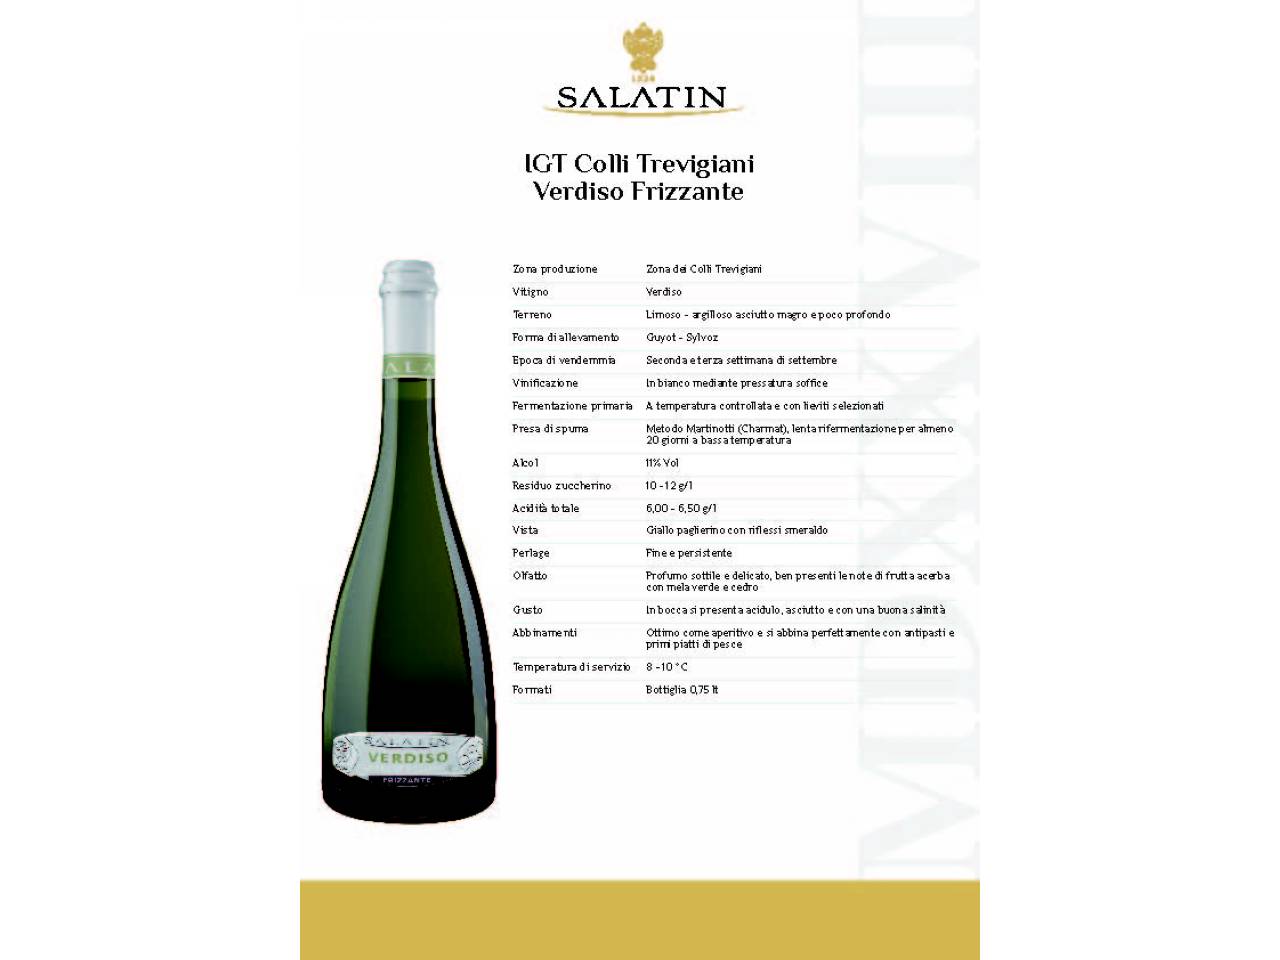 SALATIN
IGT Colli Trevigiani
Verdiso Frizzante
Zona produzione Zona dei Colli Trevigiani
Vitigno Verdiso
Terreno Limoso - argilloso asciutto magro e poco profondo
Forma di allevamento Guyot - Sylvoz
Epoca di vendemmia Seconda e terza settimana di settembre
Vinificazione In bianco mediante pressatura soffice
Fermentazione primaria A temperatura controllata e con lieviti selezionati
Presa di spuma Metodo Martinotti (Charmat), lenta rifermentazione per almeno
20 giorni a bassa temperatura
Alcol 11% Vol
Residuo zuccherino 10 -12 g/l
Acidità totale 6,00 - 6,50 g/l
Vista Giallo paglierino con riflessi smeraldo
Perlage Fine e persistente
Olfatto Profumo sottile e delicato, ben presenti le note di frutta acerba
con mela verde e cedro
Gusto In bocca si presenta acidulo, asciutto e con una buona salinità
Abbinamenti Ottimo come aperitivo e si abbina perfettamente con antipasti e
primi piatti di pesce
Temperatura di servizio 8 -10 °C
Formati Bottiglia 0,75 lt
ALA
SALATIN
VERDISO
FRIZZANTE